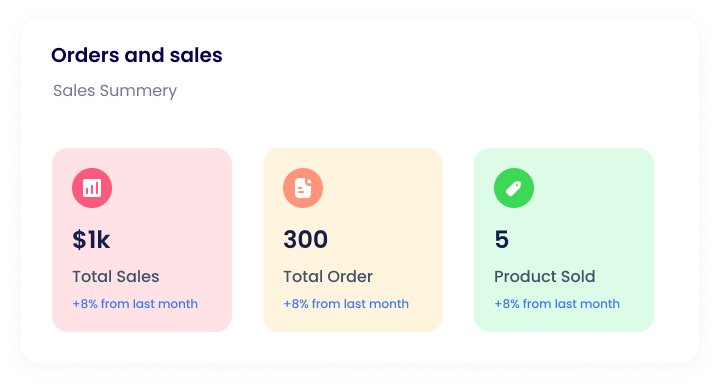 Orders and sales
Sales Summery
$1k
Total Sales
+8% from last month
300
Total Order
+8% from last month
5
Product Sold
+8% from last month